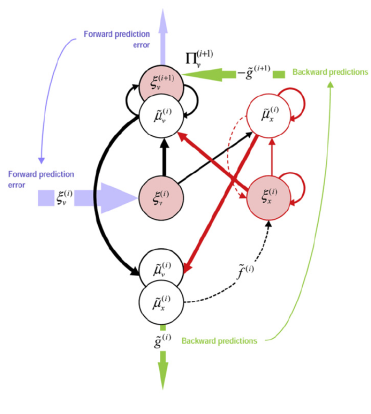 Forward prediction
error
Π_v^(i+1)
ξ_v^(i+1)
−g̃^(i+1)
Backward predictions
μ̃_v^(i)
μ̃_x^(i)
Forward prediction
error
ξ_v^(i)
ξ_v^(i)
ξ_x^(i)
μ̃_v^(i)
f̃^(i)
μ̃_x^(i)
g̃^(i)
Backward predictions